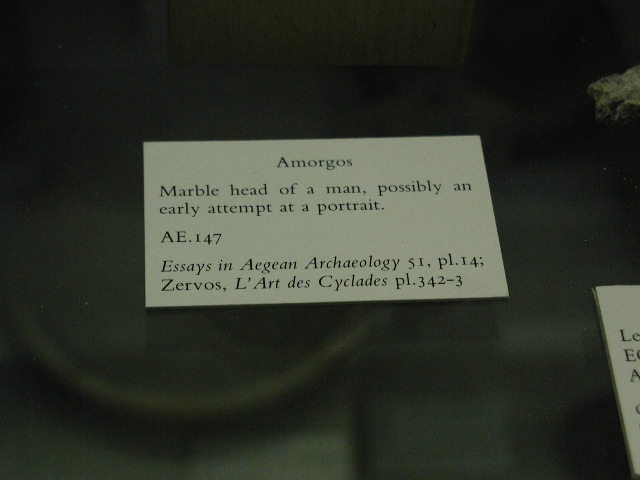 Amorgos
Marble head of a man, possibly an
early attempt at a portrait.
AE.147
Essays in Aegean Archaeology 51, pl.14;
Zervos, L'Art des Cyclades pl.342-3